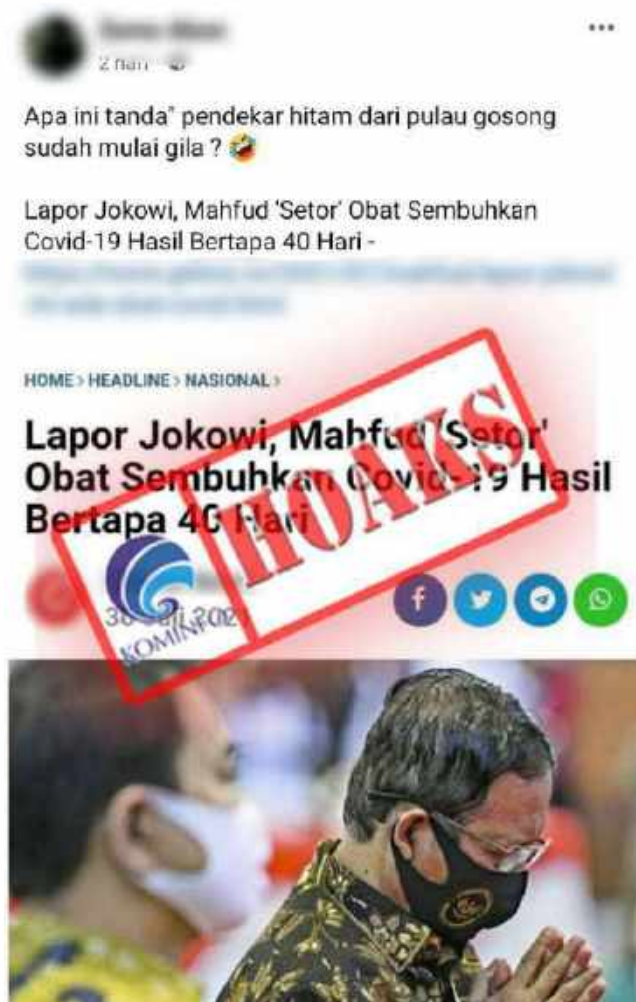 2 hari
Apa ini tanda" pendekar hitam dari pulau gosong
sudah mulai gila ?
Lapor Jokowi, Mahfud 'Setor' Obat Sembuhkan
Covid-19 Hasil Bertapa 40 Hari -
HOME > HEADLINE > NASIONAL >
Lapor Jokowi, Mahfud 'Setor'
Obat Sembuhkan Covid-19 Hasil
Bertapa 40 Hari
HOAKS
KOMINFO